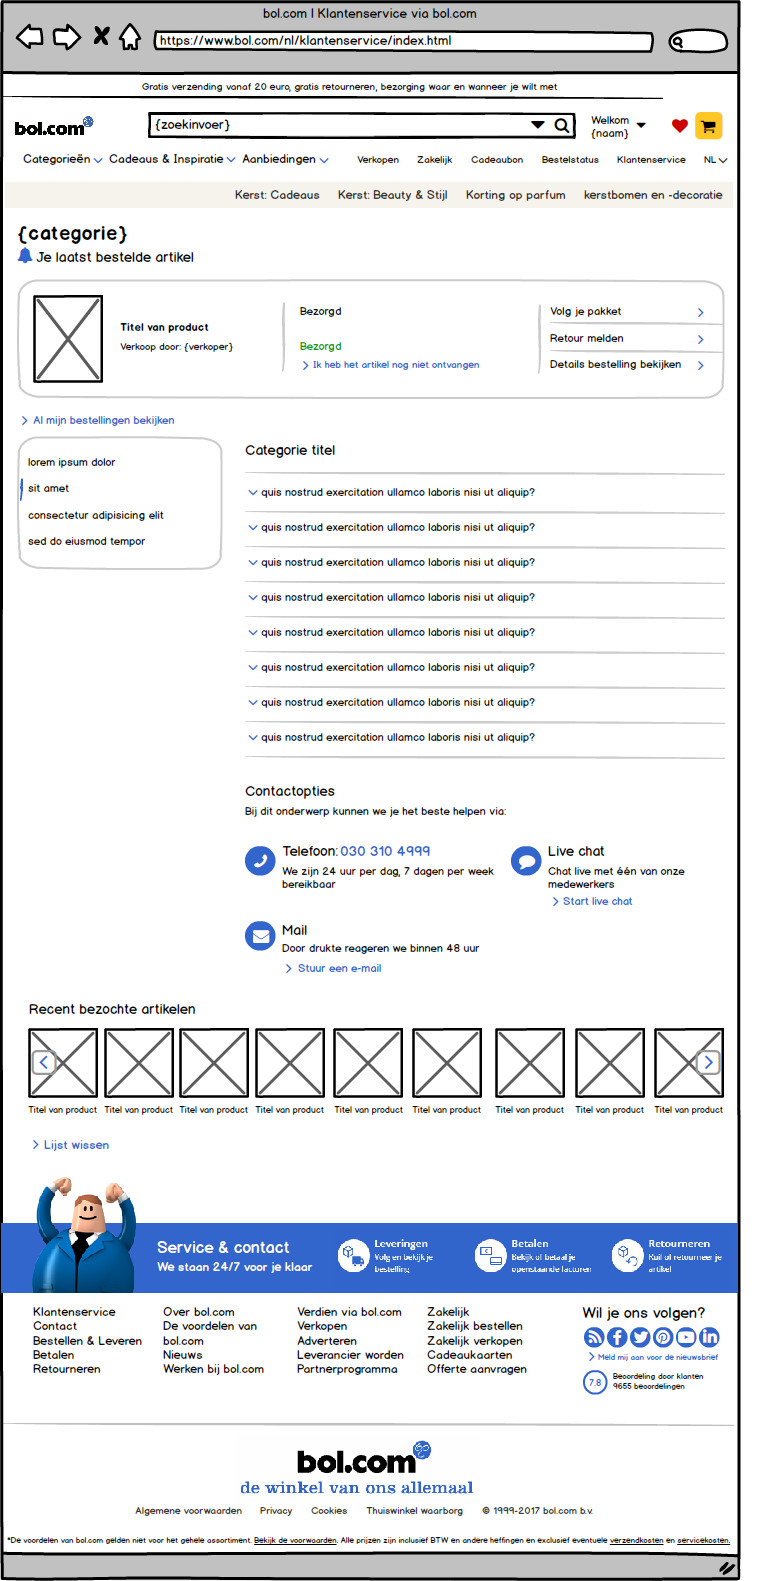 bol.com | Klantenservice via bol.com
https://www.bol.com/nl/klantenservice/index.html
Gratis verzending vanaf 20 euro, gratis retourneren, bezorging waar en wanneer je wilt met
bol.com
{zoekinvoer}
Welkom
{naam}
Categorieën Cadeaus & Inspiratie Aanbiedingen Verkopen Zakelijk Cadeaubon Bestelstatus Klantenservice NL
Kerst: Cadeaus Kerst: Beauty & Stijl Korting op parfum kerstbomen en -decoratie
{categorie}
Je laatst bestelde artikel
Titel van product
Verkoop door: {verkoper}
Bezorgd
Bezorgd
Ik heb het artikel nog niet ontvangen
Volg je pakket
Retour melden
Details bestelling bekijken
Al mijn bestellingen bekijken
lorem ipsum dolor
sit amet
consectetur adipisicing elit
sed do eiusmod tempor
Categorie titel
quis nostrud exercitation ullamco laboris nisi ut aliquip?
quis nostrud exercitation ullamco laboris nisi ut aliquip?
quis nostrud exercitation ullamco laboris nisi ut aliquip?
quis nostrud exercitation ullamco laboris nisi ut aliquip?
quis nostrud exercitation ullamco laboris nisi ut aliquip?
quis nostrud exercitation ullamco laboris nisi ut aliquip?
quis nostrud exercitation ullamco laboris nisi ut aliquip?
quis nostrud exercitation ullamco laboris nisi ut aliquip?
Contactopties
Bij dit onderwerp kunnen we je het beste helpen via:
Telefoon: 030 310 4999
We zijn 24 uur per dag, 7 dagen per week
bereikbaar
Live chat
Chat live met één van onze
medewerkers
Start live chat
Mail
Door drukte reageren we binnen 48 uur
Stuur een e-mail
Recent bezochte artikelen
Titel van product Titel van product Titel van product Titel van product Titel van product Titel van product Titel van product Titel van product Titel van product
Lijst wissen
Service & contact
We staan 24/7 voor je klaar
Leveringen
Volg en bekijk je
bestelling
Betalen
Bekijk of betaal je
openstaande facturen
Retourneren
Ruil of retourneer je
artikel
Klantenservice
Contact
Bestellen & Leveren
Betalen
Retourneren
Over bol.com
De voordelen van
bol.com
Nieuws
Werken bij bol.com
Verdien via bol.com
Verkopen
Adverteren
Leverancier worden
Partnerprogramma
Zakelijk
Zakelijk bestellen
Zakelijk verkopen
Cadeaukaarten
Offerte aanvragen
Wil je ons volgen?
Meld mij aan voor de nieuwsbrief
7.8
Beoordeling door klanten
9655 beoordelingen
bol.com
de winkel van ons allemaal
Algemene voorwaarden Privacy Cookies Thuiswinkel waarborg © 1999-2017 bol.com b.v.
*De voordelen van bol.com gelden niet voor het gehele assortiment. Bekijk de voorwaarden. Alle prijzen zijn inclusief BTW en andere heffingen en exclusief eventuele verzendkosten en servicekosten.